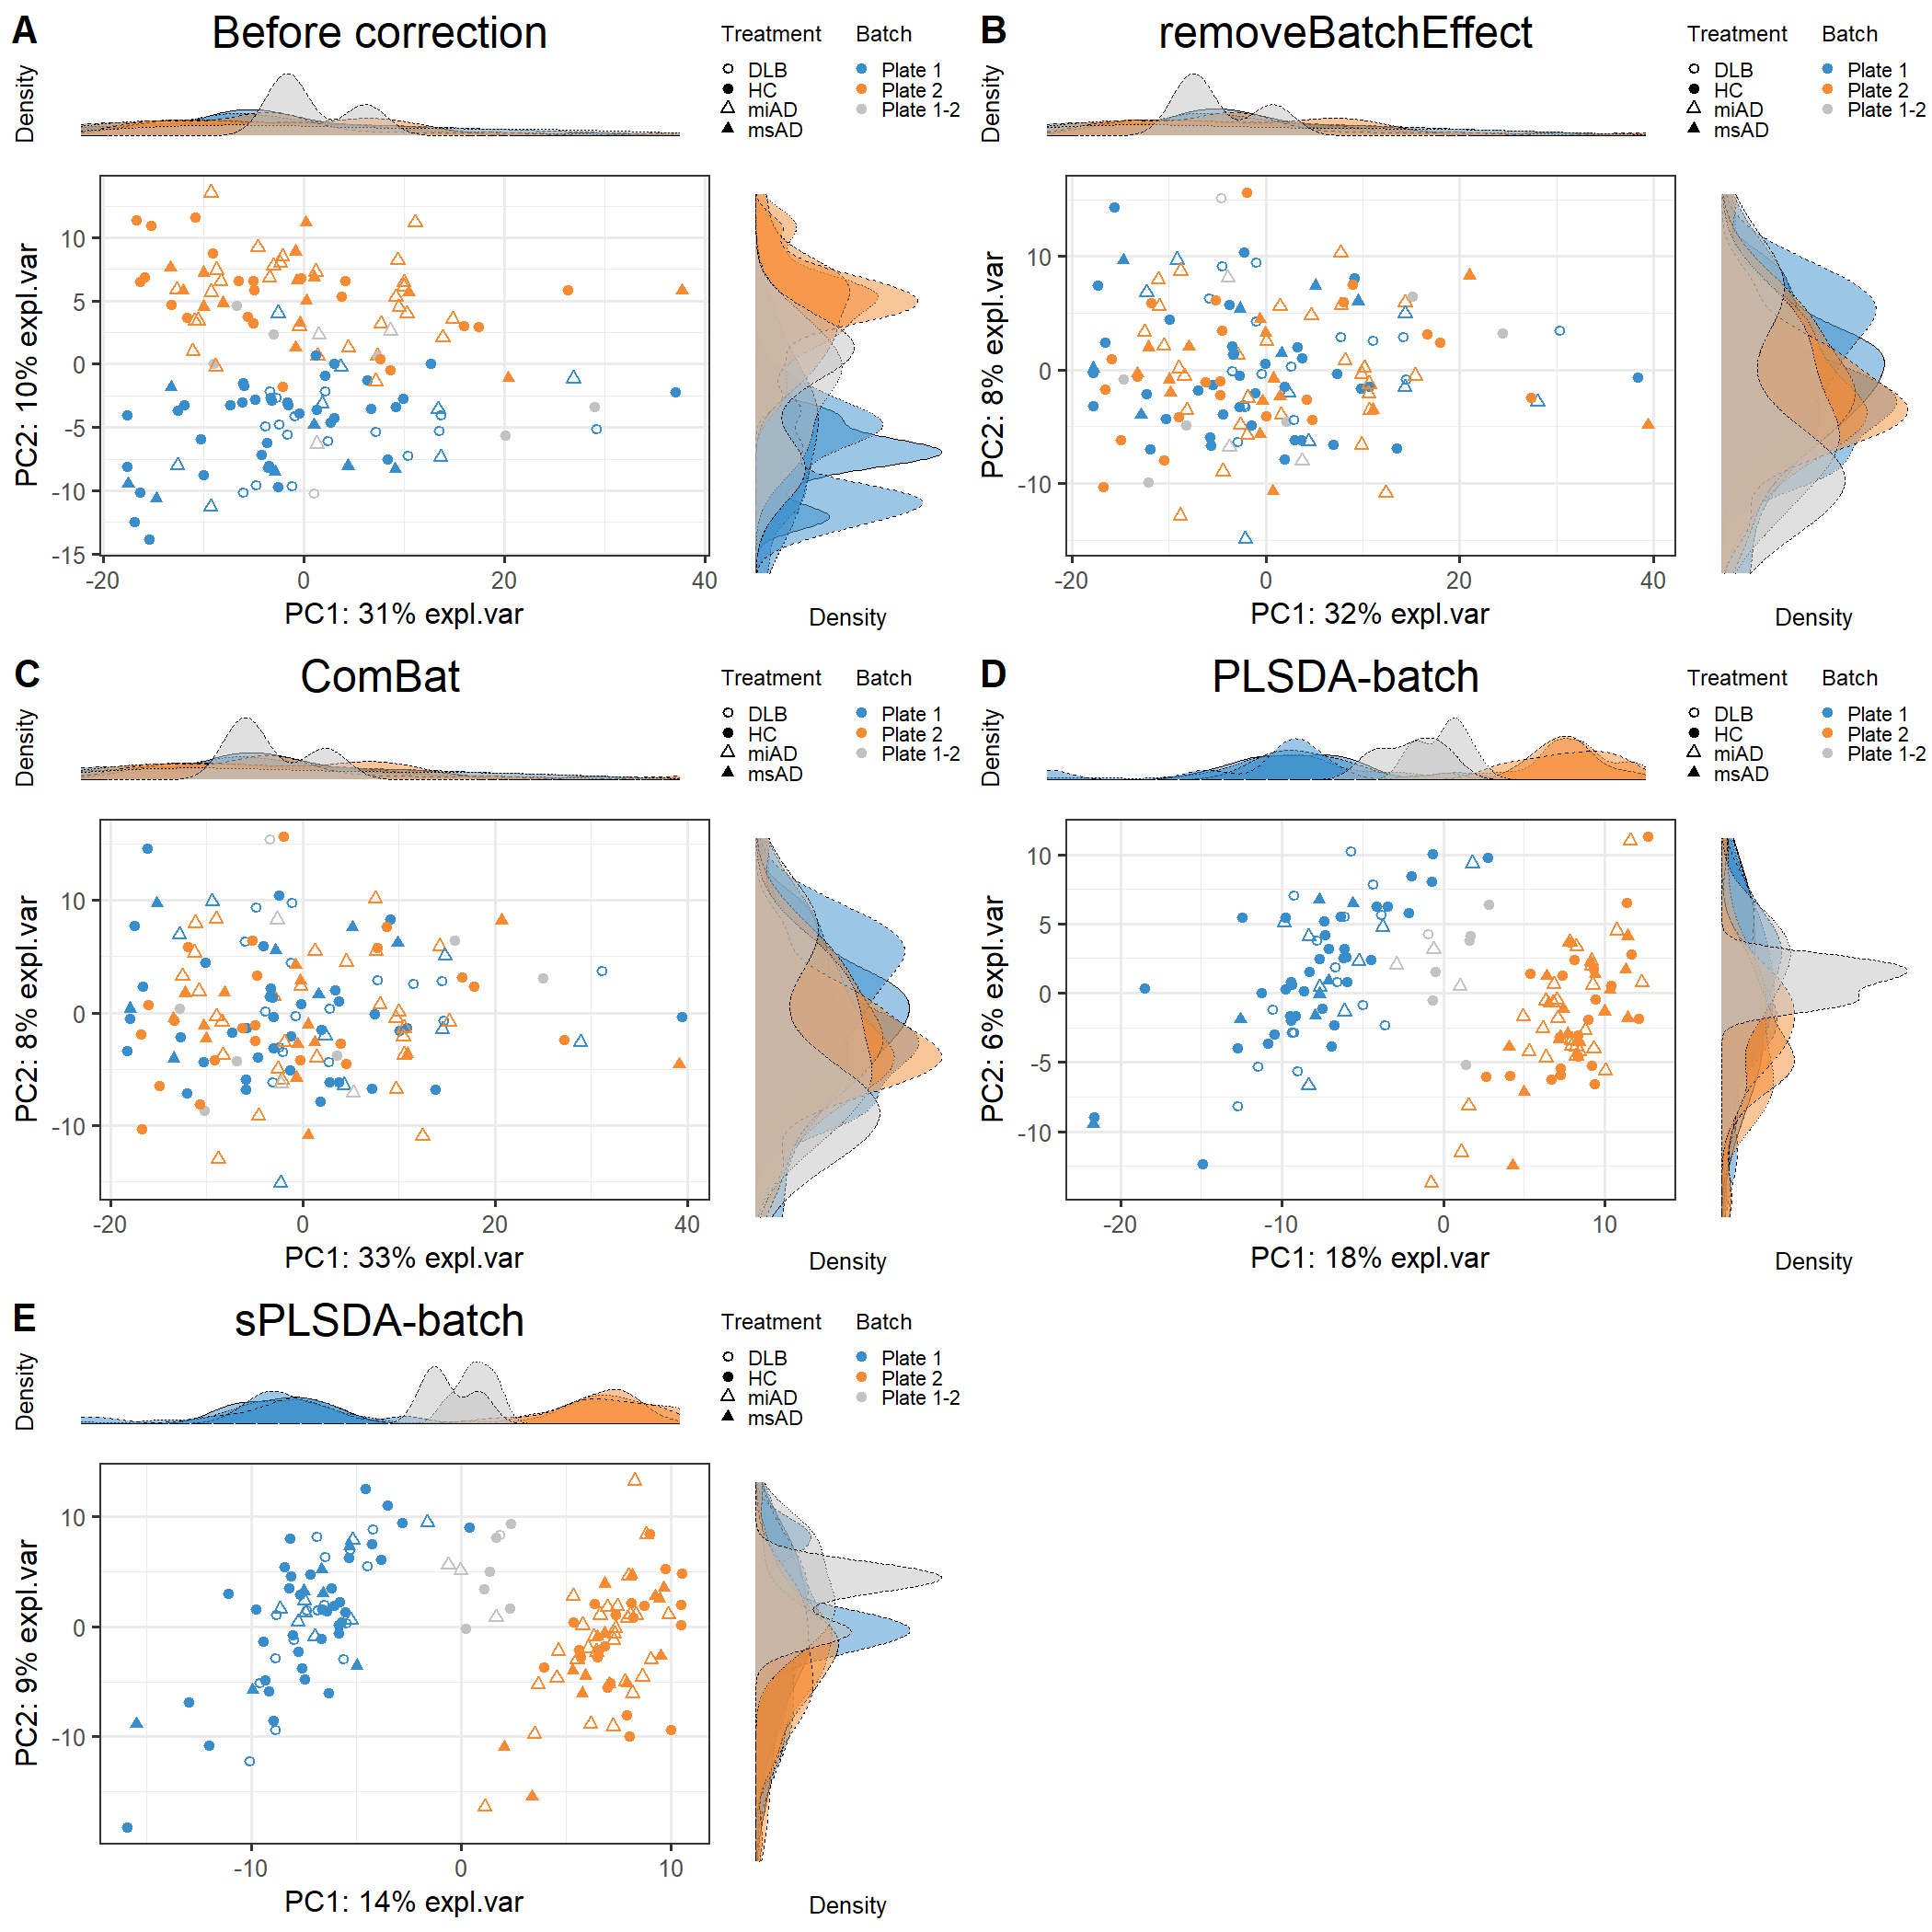 A
Before correction
Treatment Batch
DLB Plate 1
HC Plate 2
miAD Plate 1-2
msAD
Density
10
5
0
-5
-10
-15
PC2: 10% expl.var
-20 0 20 40
PC1: 31% expl.var
Density
B
removeBatchEffect
Treatment Batch
DLB Plate 1
HC Plate 2
miAD Plate 1-2
msAD
Density
10
0
-10
PC2: 8% expl.var
-20 0 20 40
PC1: 32% expl.var
Density
C
ComBat
Treatment Batch
DLB Plate 1
HC Plate 2
miAD Plate 1-2
msAD
Density
10
0
-10
PC2: 8% expl.var
-20 0 20 40
PC1: 33% expl.var
Density
D
PLSDA-batch
Treatment Batch
DLB Plate 1
HC Plate 2
miAD Plate 1-2
msAD
Density
10
5
0
-5
-10
PC2: 6% expl.var
-20 -10 0 10
PC1: 18% expl.var
Density
E
sPLSDA-batch
Treatment Batch
DLB Plate 1
HC Plate 2
miAD Plate 1-2
msAD
Density
10
0
-10
PC2: 9% expl.var
-10 0 10
PC1: 14% expl.var
Density